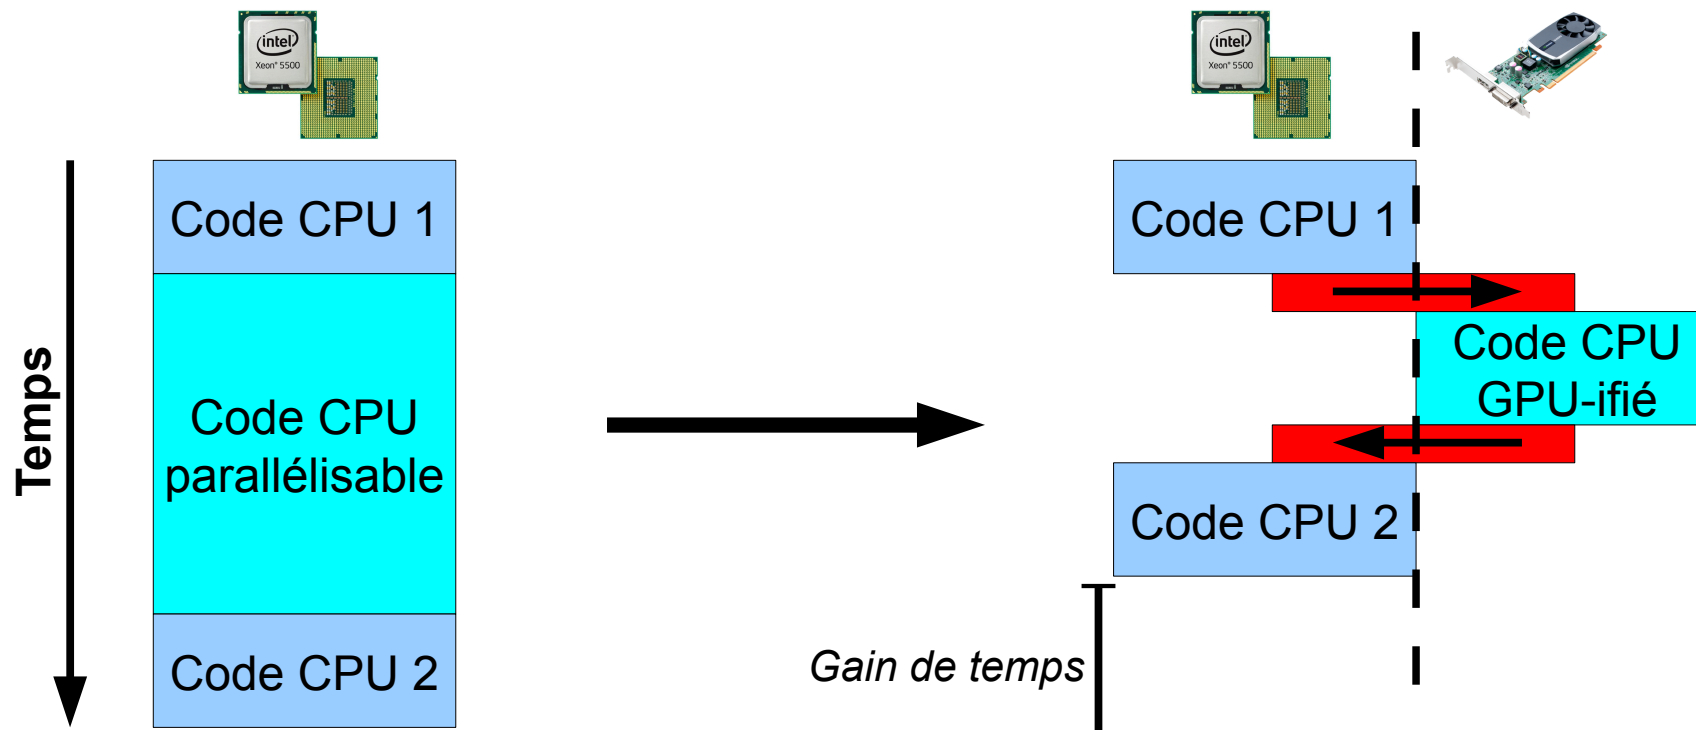 intel
Xeon® 5500
intel
Xeon® 5500
Temps
Code CPU 1
Code CPU
parallélisable
Code CPU 2
Code CPU 1
Code CPU
GPU-ifié
Code CPU 2
Gain de temps